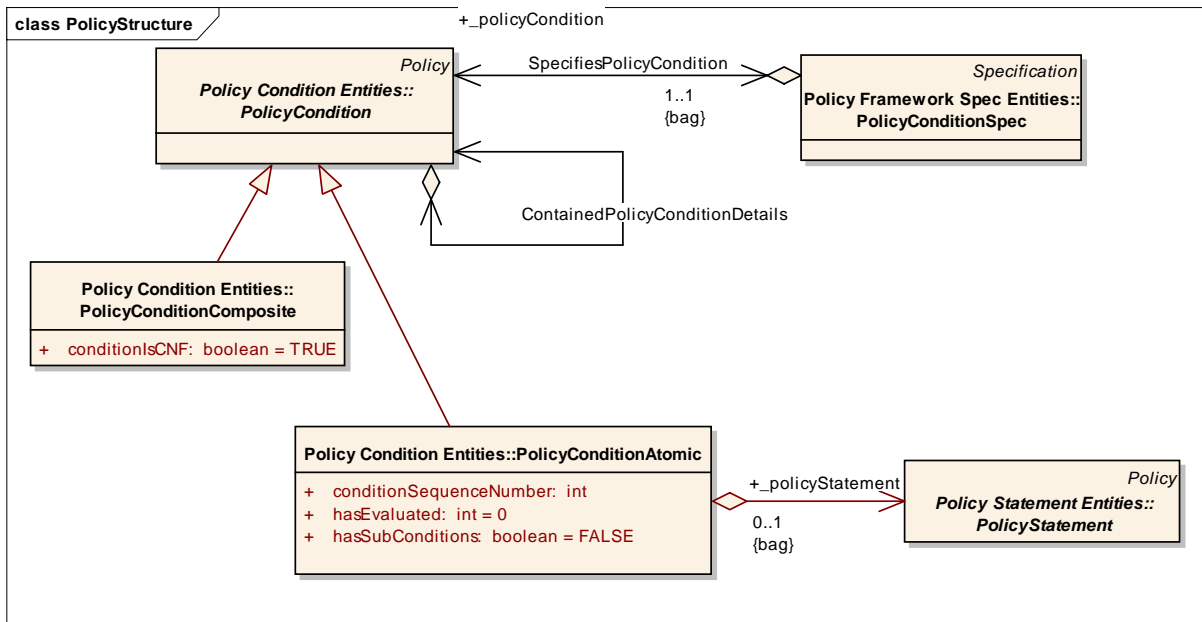 class PolicyStructure
+_policyCondition
Policy
Policy Condition Entities::
PolicyCondition
SpecifiesPolicyCondition
1..1
{bag}
Specification
Policy Framework Spec Entities::
PolicyConditionSpec
ContainedPolicyConditionDetails
Policy Condition Entities::
PolicyConditionComposite
+ conditionIsCNF: boolean = TRUE
Policy Condition Entities::PolicyConditionAtomic
+ conditionSequenceNumber: int
+ hasEvaluated: int = 0
+ hasSubConditions: boolean = FALSE
+_policyStatement
0..1
{bag}
Policy
Policy Statement Entities::
PolicyStatement